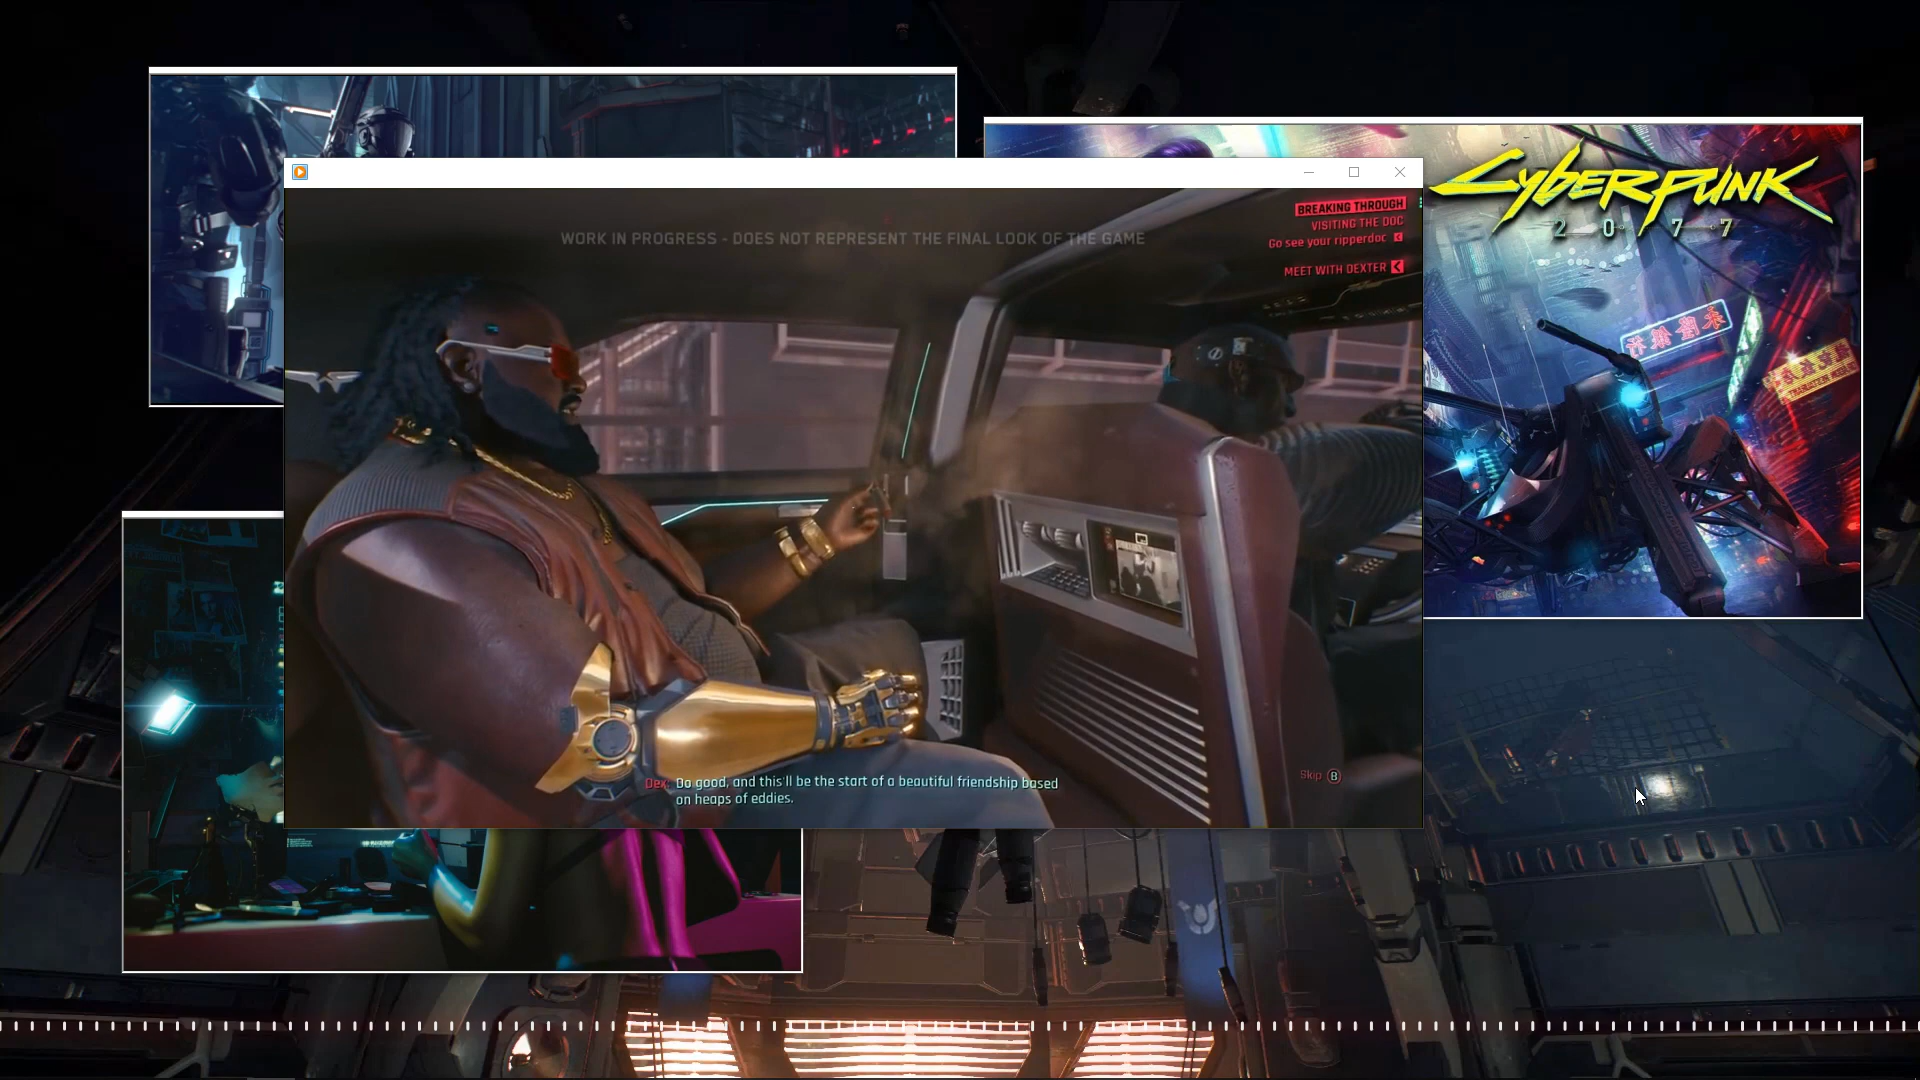 CYBERPUNK
2 0 7 7
BREAKING THROUGH
VISITING THE DOC
Go see your ripperdoc
MEET WITH DEXTER
WORK IN PROGRESS - DOES NOT REPRESENT THE FINAL LOOK OF THE GAME
Dex: Do good, and this'll be the start of a beautiful friendship based
on heaps of eddies.
Skip B